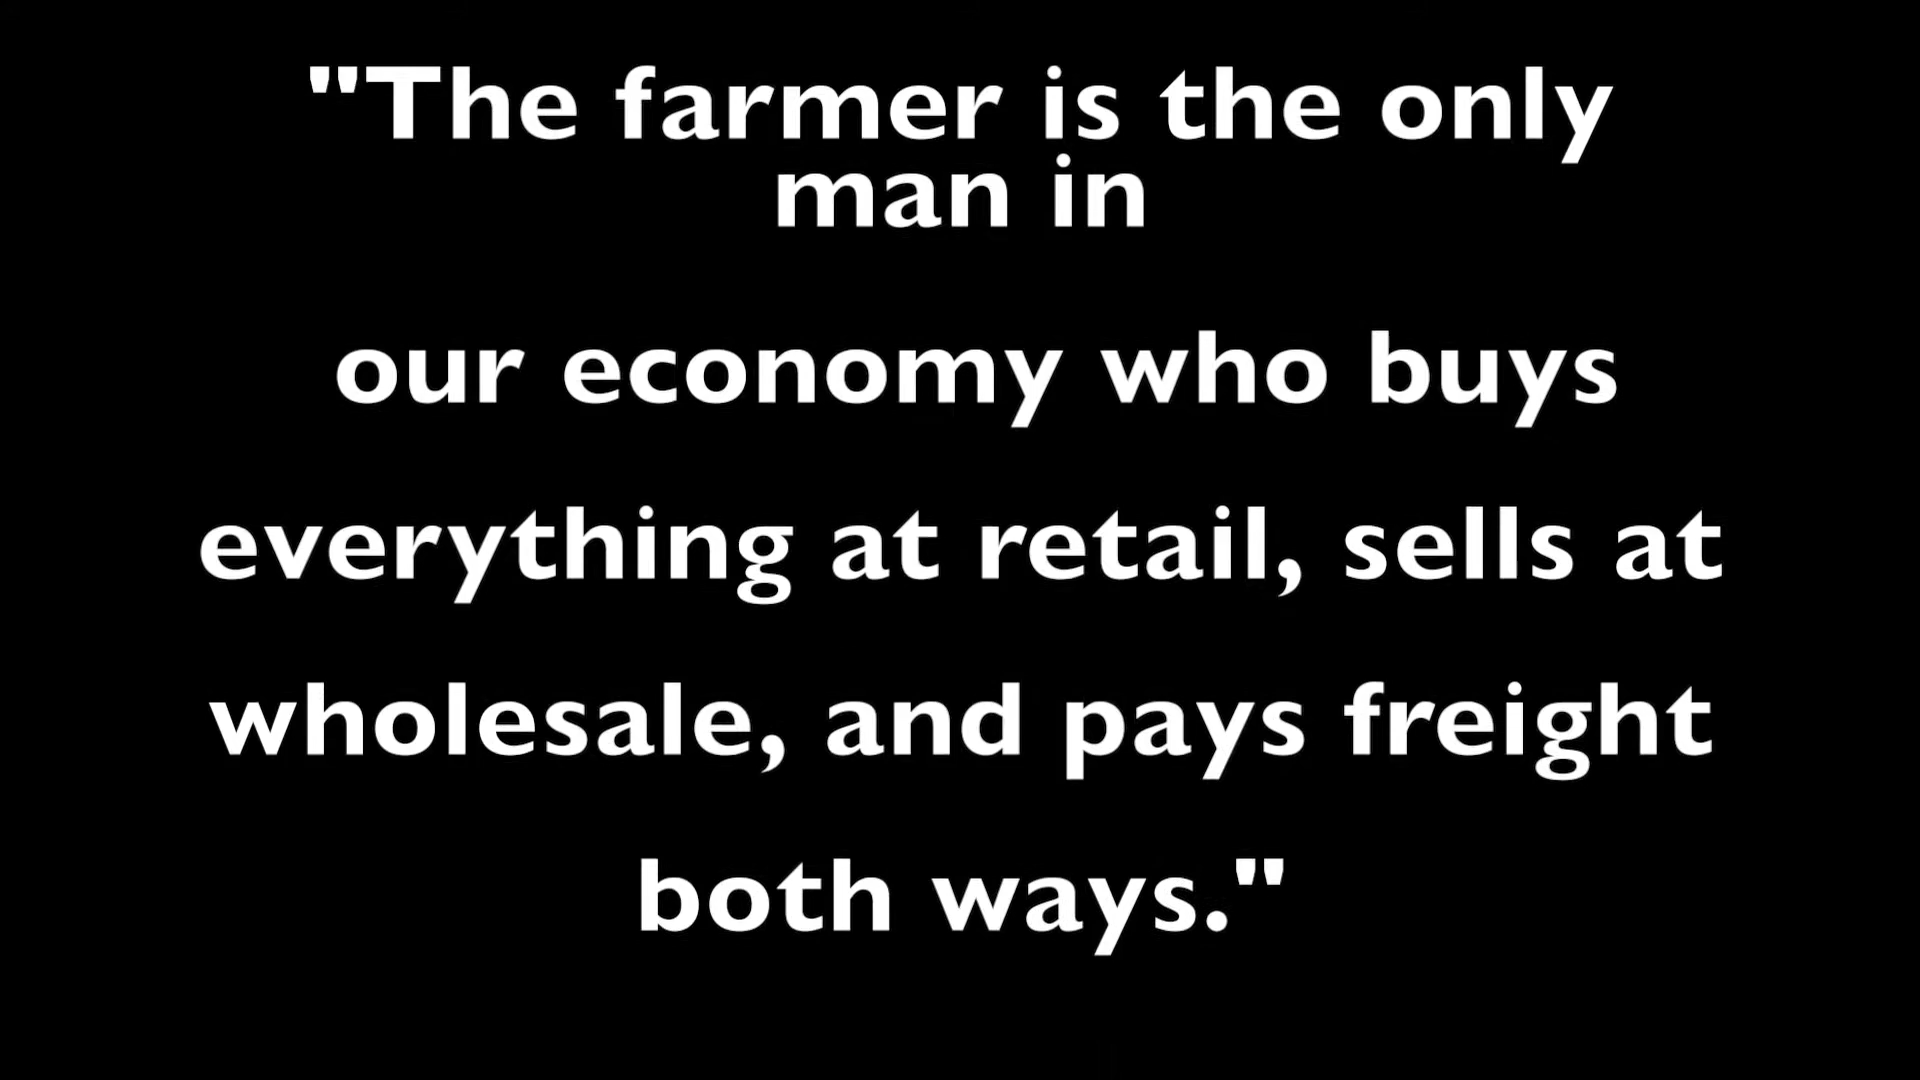 "The farmer is the only
man in
our economy who buys
everything at retail, sells at
wholesale, and pays freight
both ways."